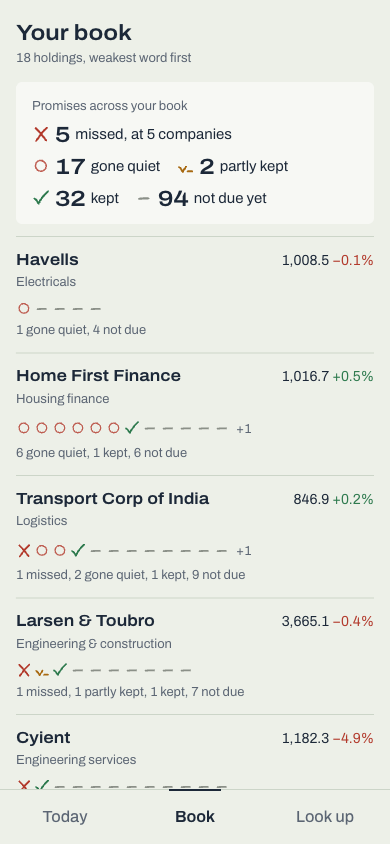 Your book
18 holdings, weakest word first
Promises across your book
5 missed, at 5 companies
17 gone quiet 2 partly kept
32 kept 94 not due yet
Havells 1,008.5 −0.1%
Electricals
1 gone quiet, 4 not due
Home First Finance 1,016.7 +0.5%
Housing finance
+1
6 gone quiet, 1 kept, 6 not due
Transport Corp of India 846.9 +0.2%
Logistics
+1
1 missed, 2 gone quiet, 1 kept, 9 not due
Larsen & Toubro 3,665.1 −0.4%
Engineering & construction
1 missed, 1 partly kept, 1 kept, 7 not due
Cyient 1,182.3 −4.9%
Engineering services
Today Book Look up